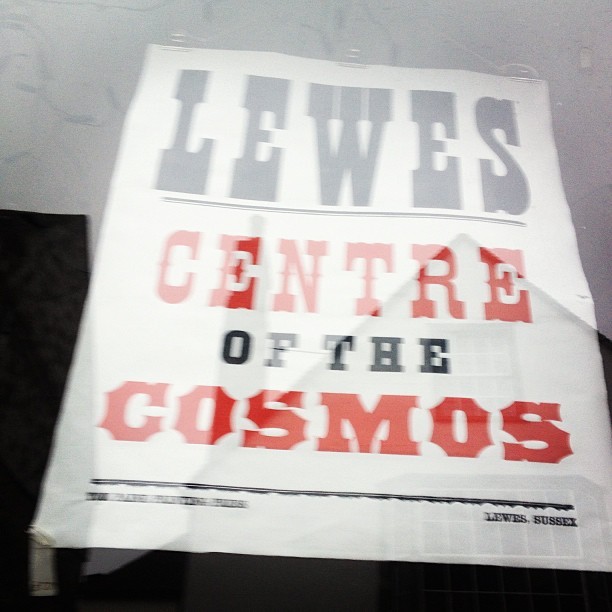 LEWES
CENTRE
OF THE
COSMOS
LEWES, SUSSEX